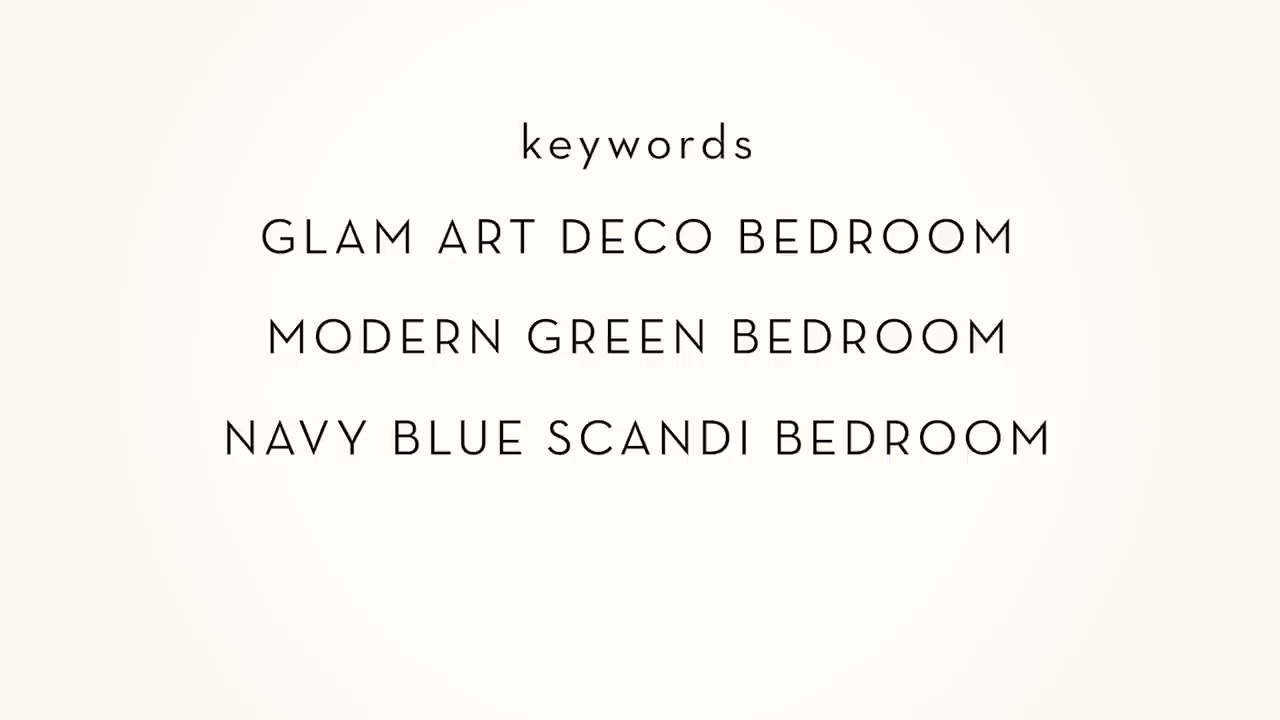 keywords
GLAM ART DECO BEDROOM
MODERN GREEN BEDROOM
NAVY BLUE SCANDI BEDROOM